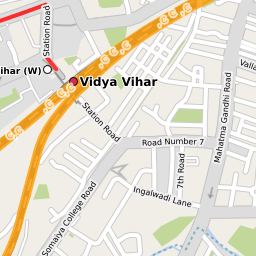 Station Road
ihar (W)
Vidya Vihar
Valla
Station Road
Road Number 7
Mahatma Gandhi Road
7th Road
Ingalwadi Lane
Somaiya College Road